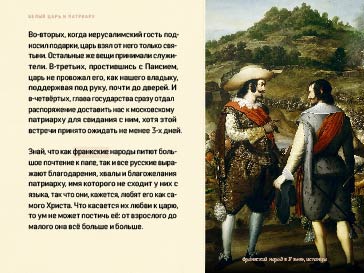 БЕЛЫЙ ЦАРЬ И ПАТРИАРХ
Во-вторых, когда иерусалимский гость под-
носил подарки, царь взял от него только свя-
тыни. Остальные же вещи принимали служи-
тели. В-третьих, простившись с Паисием,
царь не провожал его, как нашего владыку,
поддерживая под руку, почти до дверей. И
в-четвёртых, глава государства сразу отдал
распоряжение доставить нас к московскому
патриарху для свидания с ним, хотя этой
встречи принято ожидать не менее 3-х дней.
Знай, что как франкские народы питют боль-
шое почтение к папе, так и все русские выра-
жают благодарения, хвалы и благожелания
патриарху, имя которого не сходит у них с
языка, так что они, кажется, любят его как са-
мого Христа. Что касается их любви к царю,
то ум не может постичь её: от взрослого до
малого она всё больше и больше.
Франкский народ в